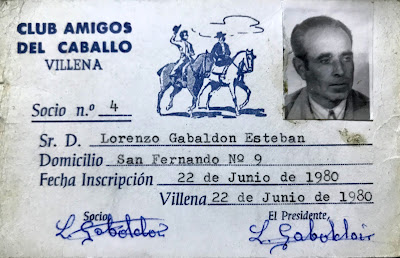 CLUB AMIGOS
DEL CABALLO
VILLENA
Socio n.º 4
Sr. D. Lorenzo Gabaldon Esteban
Domicilio San Fernando Nº 9
Fecha Inscripción 22 de Junio de 1980
Villena 22 de Junio de 1980
Socio, El Presidente,
L. Gabaldon L. Gabaldon